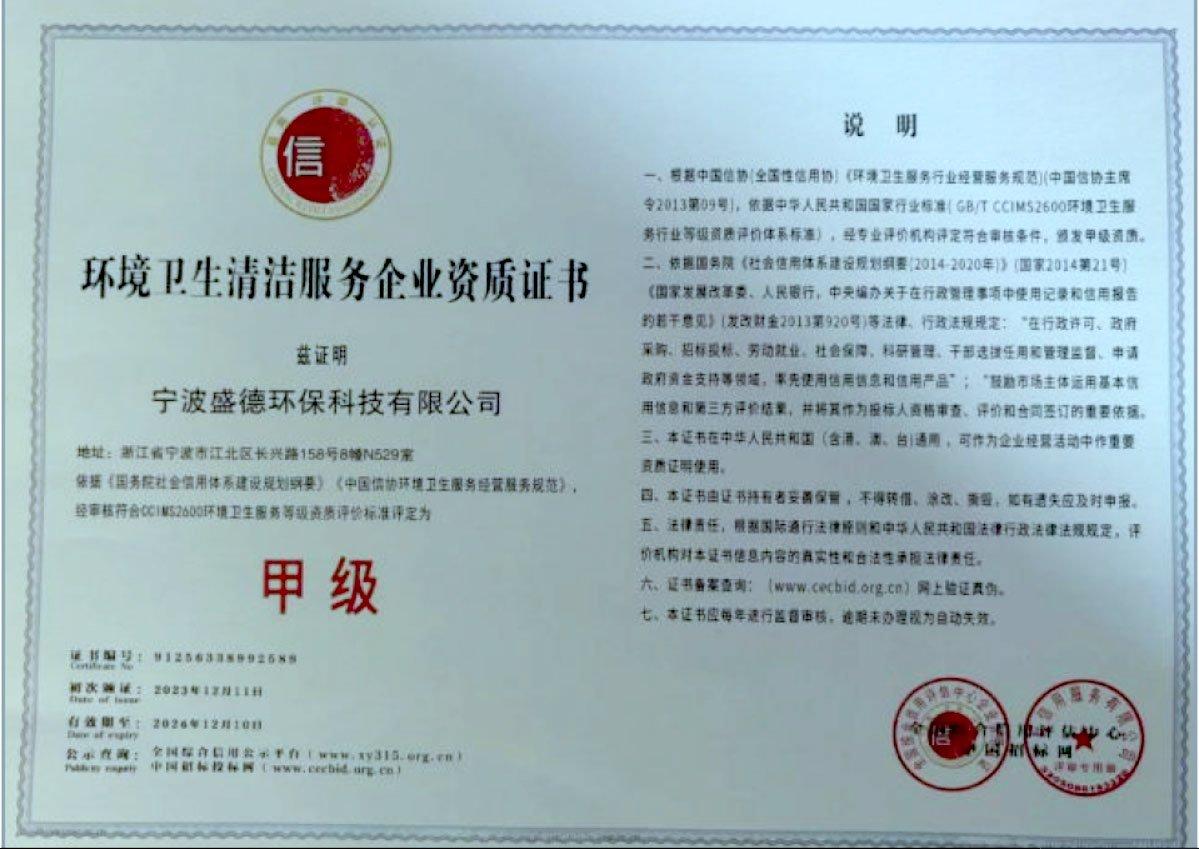 信
环境卫生清洁服务企业资质证书
兹证明
宁波盛德环保科技有限公司
地址：浙江省宁波市江北区长兴路158号8幢N529室
依据《国务院社会信用体系建设规划纲要》《中国信协环境卫生服务经营服务规范》，
经审核符合CCIMS2600环境卫生服务等级资质评价标准评定为
甲级
证书编号：91256338992589
Certificate No
初次颁证：2023年12月11日
Date of issue
有效期至：2026年12月10日
Date of expiry
公示查询：全国综合信用公示平台（www.xy315.org.cn）
Publicity enquiry 中国招标投标网（www.cecbid.org.cn）
说 明
一、根据中国信协(全国性信用协)《环境卫生服务行业经营服务规范)(中国信协主席
令2013第09号)，依据中华人民共和国国家行业标准( GB/T CCIMS2600环境卫生服
务行业等级资质评价体系标准），经专业评价机构评定符合审核条件，颁发甲级资质。
二、依据国务院《社会信用体系建设规划纲要(2014-2020年)》(国家2014第21号)
《国家发展改革委、人民银行，中央编办关于在行政管理事项中使用记录和信用报告
的若干意见》(发改财金2013第920号)等法律、行政法规规定：“在行政许可、政府
采购、招标投标、劳动就业、社会保障、科研管理、干部选拔任用和管理监督、申请
政府资金支持等领域，率先使用信用信息和信用产品”；“鼓励市场主体运用基本信
用信息和第三方评价结果，并将其作为投标人资格审查、评价和合同签订的重要依据。
三、本证书在中华人民共和国（含港、澳、台)通用，可作为企业经营活动中作重要
资质证明使用。
四、本证书由证书持有者妥善保管，不得转借、涂改、撕毁，如有遗失应及时申报。
五、法律责任，根据国际通行法律原则和中华人民共和国法律行政法律法规规定，评
价机构对本证书信息内容的真实性和合法性承担法律责任。
六、证书备案查询：（www.cecbid.org.cn）网上验证真伪。
七、本证书应每年进行监督审核，逾期未办理视为自动失效。
信
信用评估中心
招标网
评审专用章